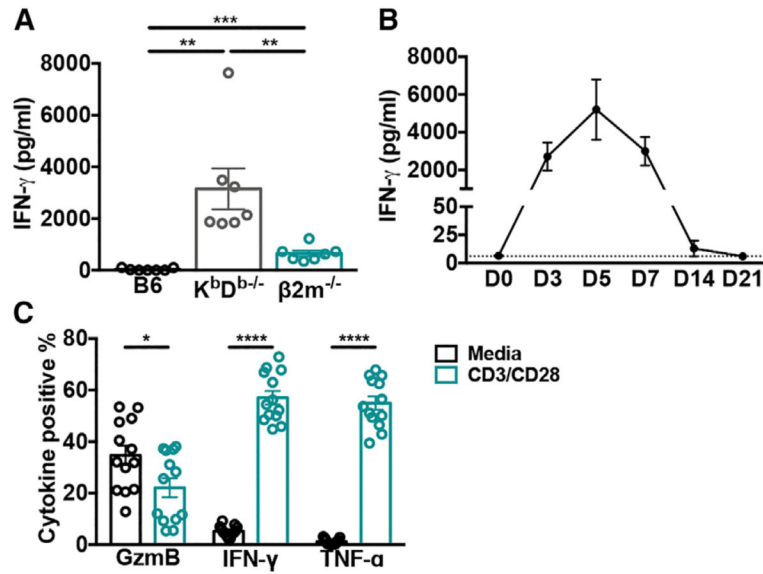 A
***
** **
IFN-γ (pg/ml)
8000
6000
4000
2000
0
B6 KᵇDᵇ⁻/⁻ β2m⁻/⁻
B
IFN-γ (pg/ml)
8000
6000
4000
2000
50
25
0
D0 D3 D5 D7 D14 D21
C
* **** ****
Cytokine positive %
80
60
40
20
0
GzmB IFN-γ TNF-α
Media
CD3/CD28